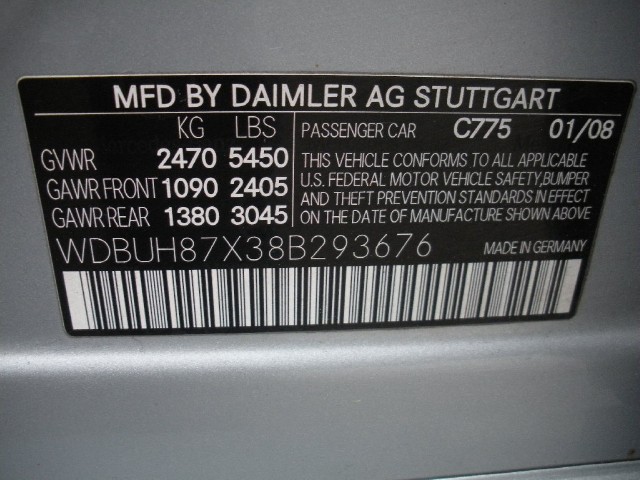 MFD BY DAIMLER AG STUTTGART
KG LBS
GVWR 2470 5450
GAWR FRONT 1090 2405
GAWR REAR 1380 3045
PASSENGER CAR C775 01/08
THIS VEHICLE CONFORMS TO ALL APPLICABLE
U.S. FEDERAL MOTOR VEHICLE SAFETY,BUMPER
AND THEFT PREVENTION STANDARDS IN EFFECT
ON THE DATE OF MANUFACTURE SHOWN ABOVE.
WDBUH87X38B293676
MADE IN GERMANY